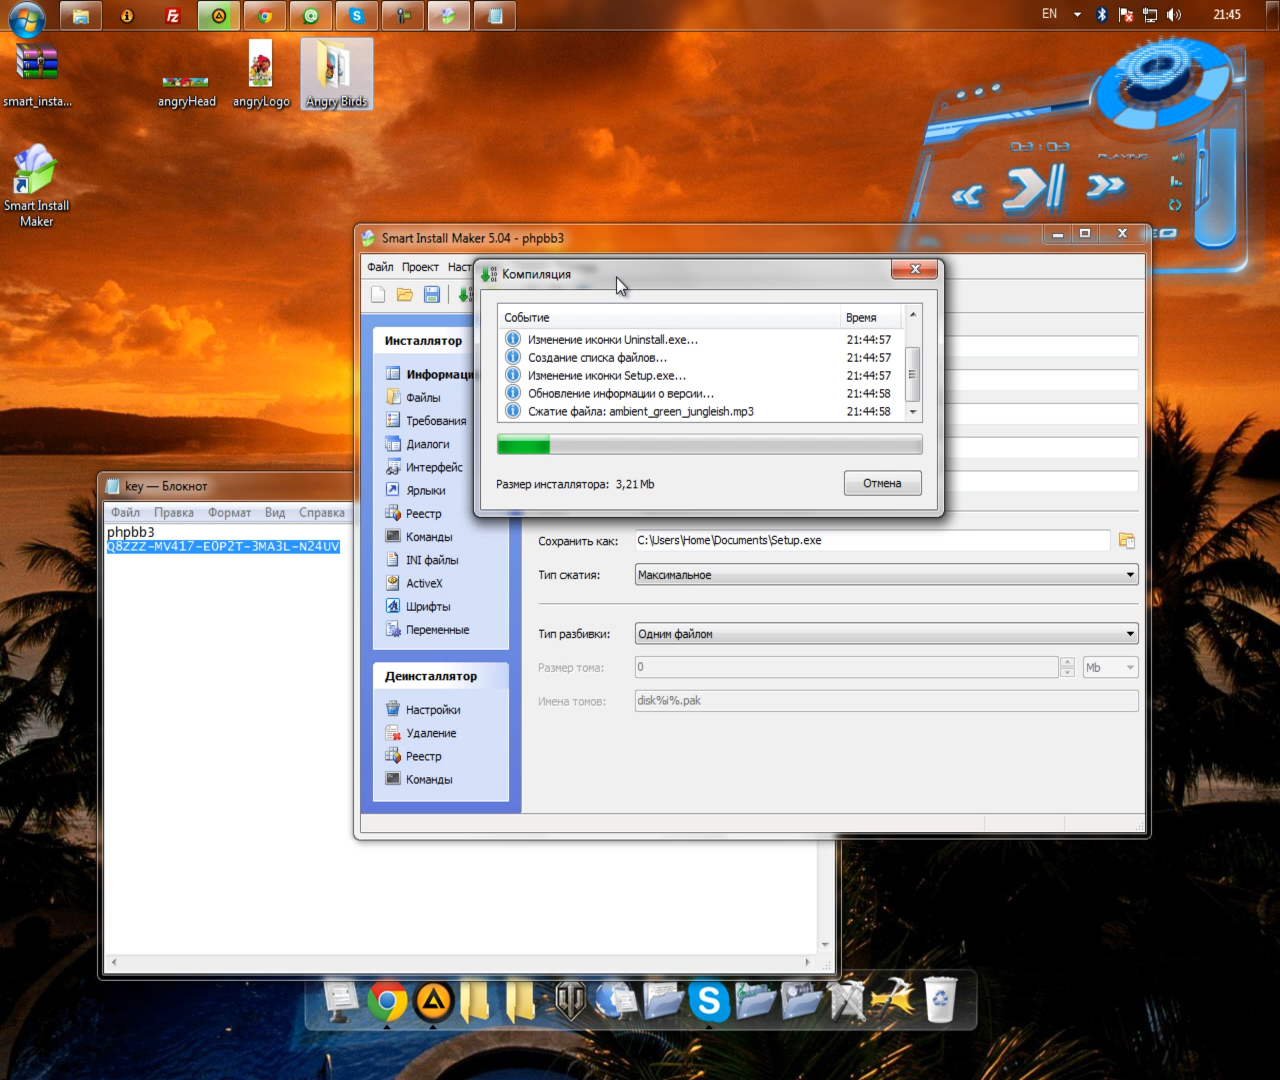 EN
21:45
smart_insta...
angryHead
angryLogo
Angry Birds
Smart Install
Maker
03:03
PLAYING
Smart Install Maker 5.04 - phpbb3
Файл Проект Наст
Компиляция
Событие Время
Изменение иконки Uninstall.exe... 21:44:57
Создание списка файлов... 21:44:57
Изменение иконки Setup.exe... 21:44:57
Обновление информации о версии... 21:44:58
Сжатие файла: ambient_green_jungleish.mp3 21:44:58
Размер инсталлятора: 3,21 Mb
Отмена
Инсталлятор
Информаци
Файлы
Требования
Диалоги
Интерфейс
Ярлыки
Реестр
Команды
INI файлы
ActiveX
Шрифты
Переменные
Деинсталлятор
Настройки
Удаление
Реестр
Команды
Сохранить как: C:\Users\Home\Documents\Setup.exe
Тип сжатия: Максимальное
Тип разбивки: Одним файлом
Размер тома: 0 Mb
Имена томов: disk%i%.pak
key — Блокнот
Файл Правка Формат Вид Справка
phpbb3
Q8ZZZ-MV417-E0P2T-3MA3L-N24UV